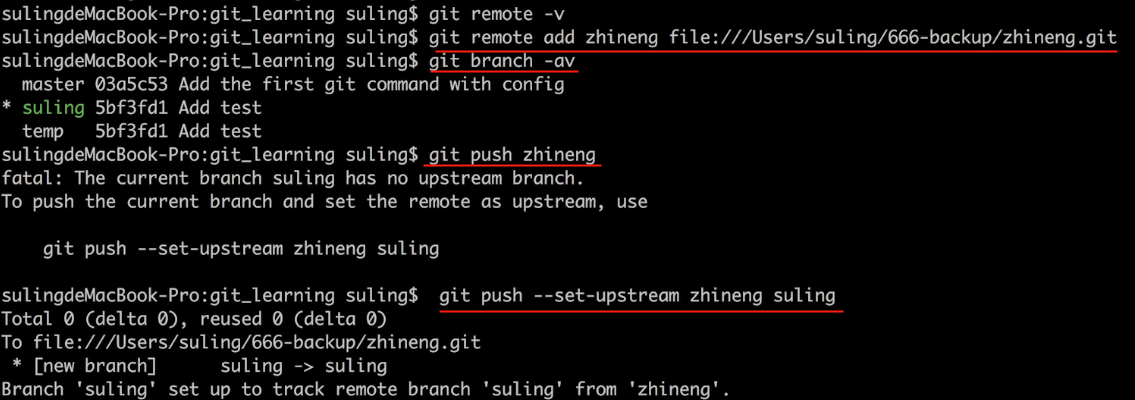 sulingdeMacBook-Pro:git_learning suling$ git remote -v
sulingdeMacBook-Pro:git_learning suling$ git remote add zhineng file:///Users/suling/666-backup/zhineng.git
sulingdeMacBook-Pro:git_learning suling$ git branch -av
  master 03a5c53 Add the first git command with config
* suling 5bf3fd1 Add test
  temp   5bf3fd1 Add test
sulingdeMacBook-Pro:git_learning suling$ git push zhineng
fatal: The current branch suling has no upstream branch.
To push the current branch and set the remote as upstream, use

    git push --set-upstream zhineng suling

sulingdeMacBook-Pro:git_learning suling$  git push --set-upstream zhineng suling
Total 0 (delta 0), reused 0 (delta 0)
To file:///Users/suling/666-backup/zhineng.git
 * [new branch]      suling -> suling
Branch 'suling' set up to track remote branch 'suling' from 'zhineng'.